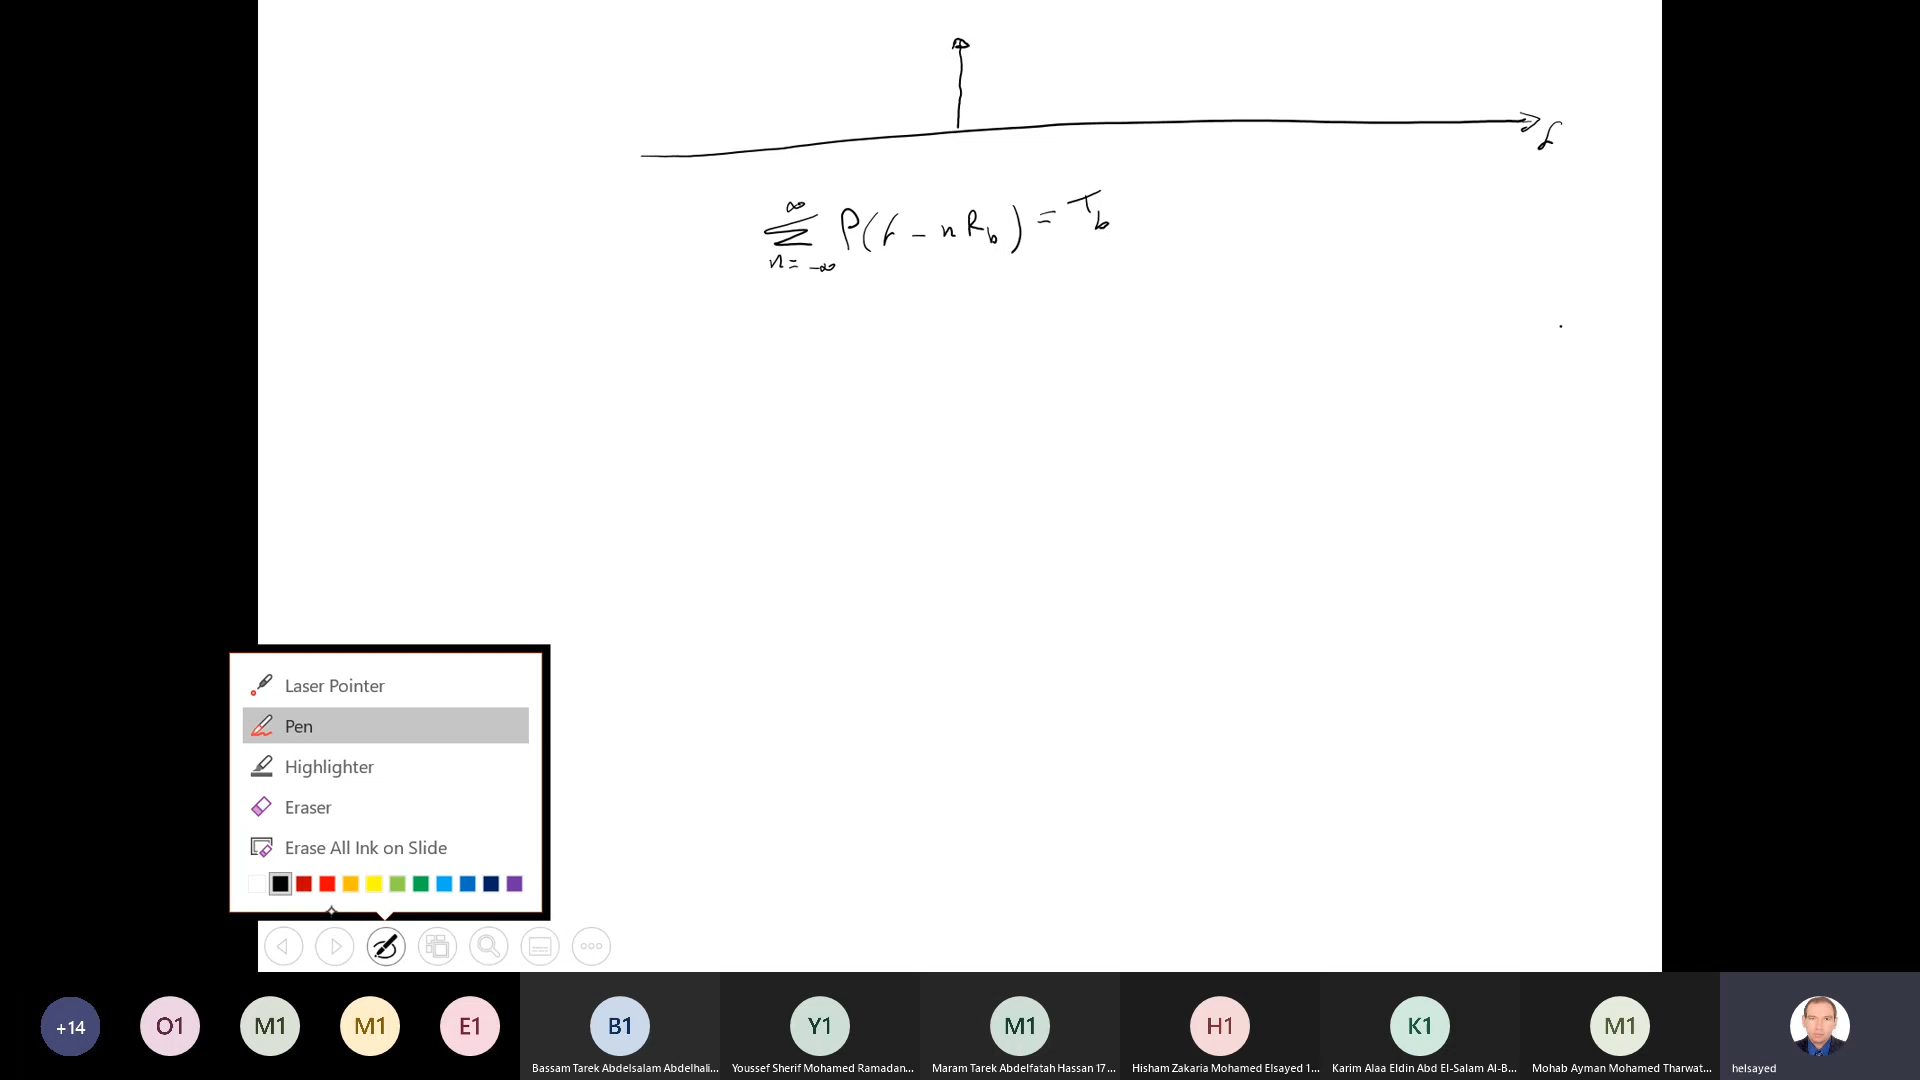 f
∞
Σ P(f - n R_b) = T_b
n = -∞
Laser Pointer
Pen
Highlighter
Eraser
Erase All Ink on Slide
+14 O1 M1 M1 E1 B1 Y1 M1 H1 K1 M1
Bassam Tarek Abdelsalam Abdelhali... Youssef Sherif Mohamed Ramadan... Maram Tarek Abdelfatah Hassan 17... Hisham Zakaria Mohamed Elsayed 1... Karim Alaa Eldin Abd El-Salam Al-B... Mohab Ayman Mohamed Tharwat... helsayed